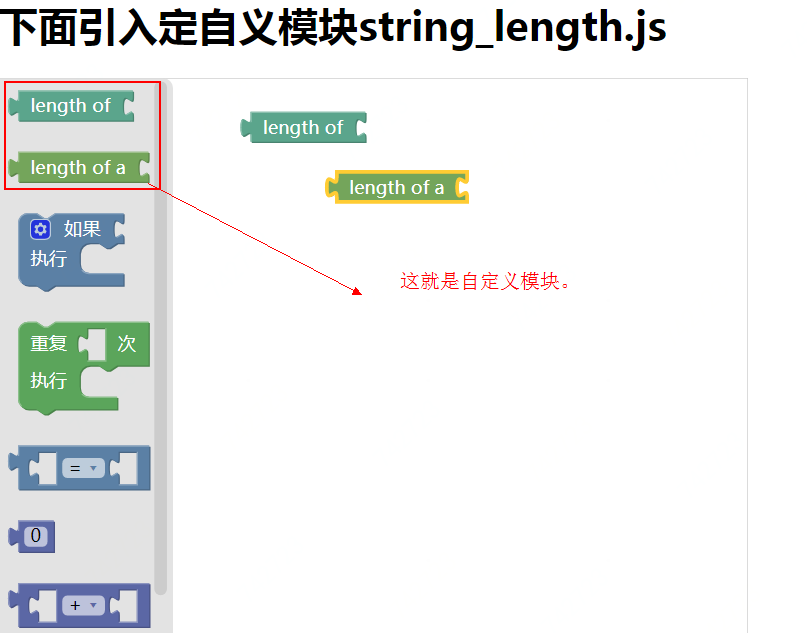 下面引入定自义模块string_length.js
length of
length of a
如果
执行
重复 次
执行
=
0
+
length of
length of a
这就是自定义模块。